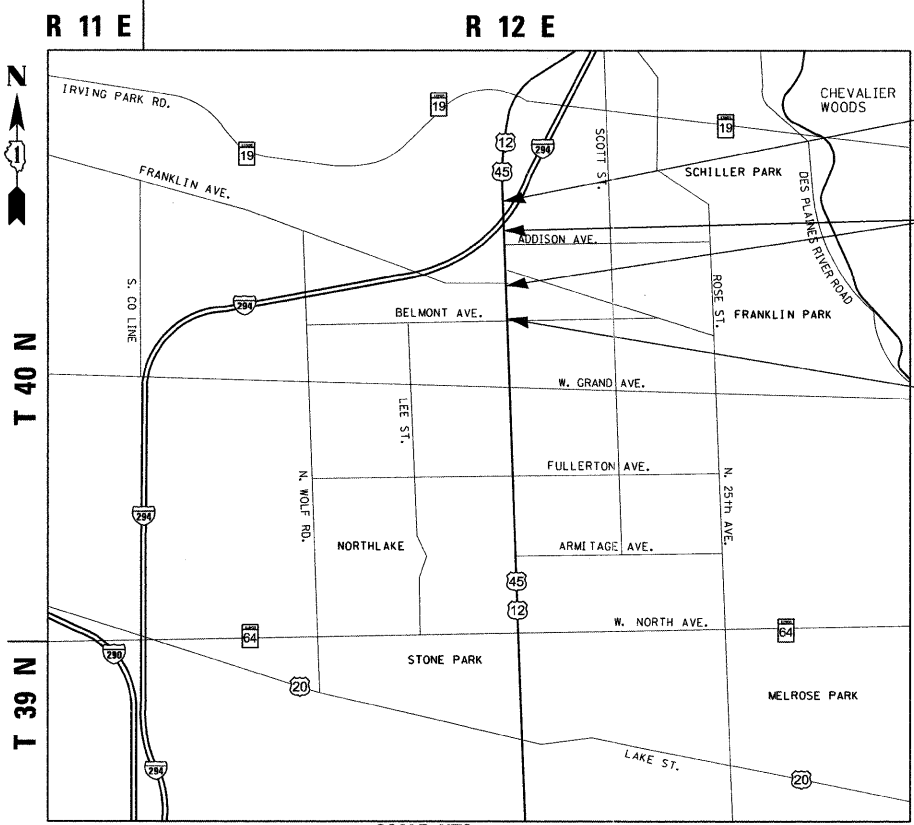 R 11 E
R 12 E
N
IRVING PARK RD.
19
19
12
294
45
SCOTT ST.
19
CHEVALIER
WOODS
FRANKLIN AVE.
SCHILLER PARK
DES PLAINES RIVER ROAD
ADDISON AVE.
S. CO LINE
294
BELMONT AVE.
ROSE ST.
FRANKLIN PARK
T 40 N
W. GRAND AVE.
LEE ST.
FULLERTON AVE.
N. WOLF RD.
N. 25th AVE.
294
NORTHLAKE
ARMITAGE AVE.
45
12
W. NORTH AVE.
64
64
290
STONE PARK
T 39 N
20
MELROSE PARK
LAKE ST.
294
20